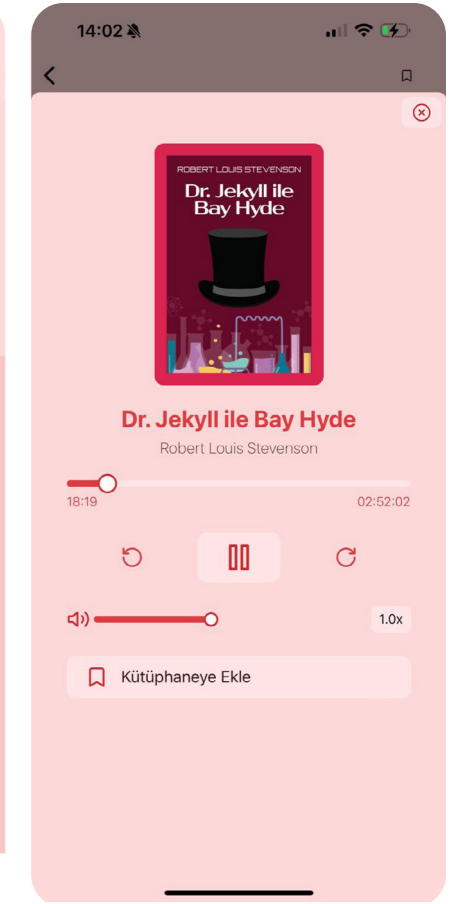 14:02
ROBERT LOUIS STEVENSON
Dr. Jekyll ile
Bay Hyde
Dr. Jekyll ile Bay Hyde
Robert Louis Stevenson
18:19
02:52:02
1.0x
Kütüphaneye Ekle